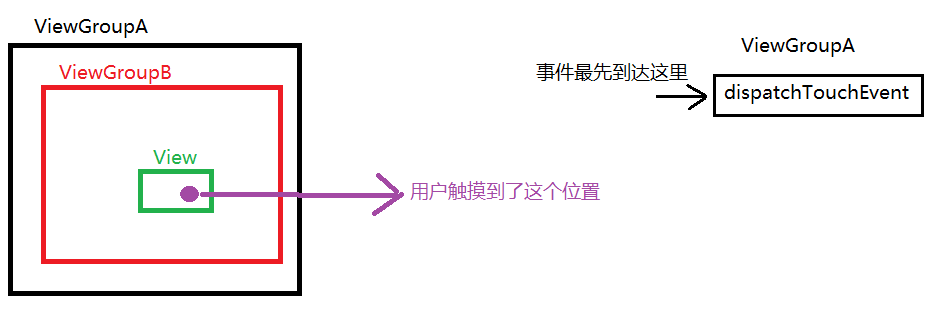 ViewGroupA
ViewGroupB
View
用户触摸到了这个位置
ViewGroupA
事件最先到达这里
dispatchTouchEvent